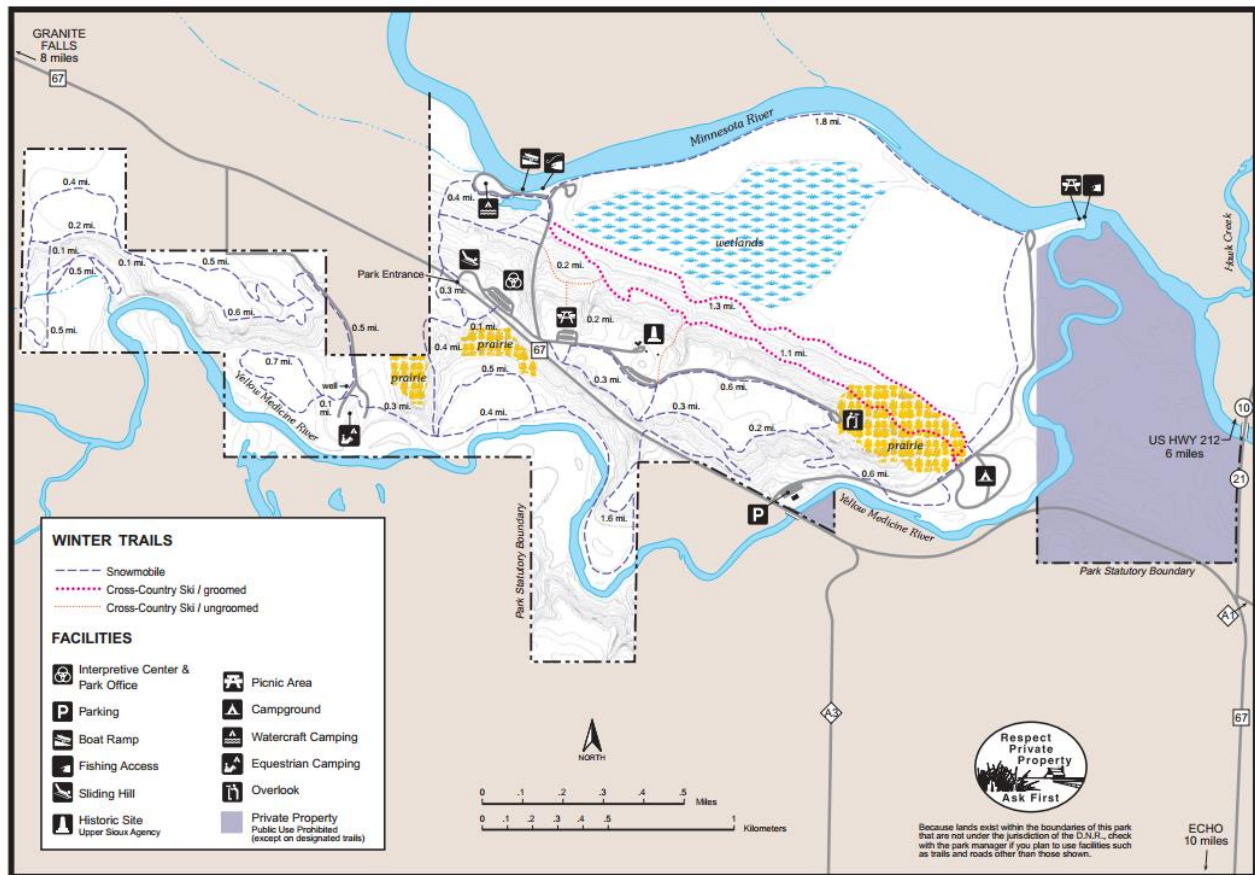 GRANITE
FALLS
8 miles
67
Minnesota River
1.8 mi.
0.4 mi.
0.4 mi.
wetlands
Hawk Creek
0.2 mi.
0.1 mi.
0.5 mi.
0.1 mi.
0.5 mi.
Park Entrance
0.2 mi.
0.3 mi.
0.6 mi.
1.3 mi.
0.5 mi.
0.5 mi.
0.1 mi.
0.2 mi.
0.4 mi.
prairie
67
1.1 mi.
0.7 mi.
prairie
0.5 mi.
0.3 mi.
0.6 mi.
well
0.1
mi.
0.3 mi.
0.4 mi.
0.3 mi.
0.2 mi.
prairie
10
US HWY 212
6 miles
Yellow Medicine River
0.6 mi.
21
P
Yellow Medicine River
1.6 mi.
Park Statutory Boundary
Park Statutory Boundary
A1
WINTER TRAILS
Snowmobile
Cross-Country Ski / groomed
Cross-Country Ski / ungroomed
FACILITIES
Interpretive Center &
Park Office
P Parking
Boat Ramp
Fishing Access
Sliding Hill
Historic Site
Upper Sioux Agency
Picnic Area
Campground
Watercraft Camping
Equestrian Camping
Overlook
Private Property
Public Use Prohibited
(except on designated trails)
A3
67
NORTH
0 .1 .2 .3 .4 .5
Miles
0 .1 .2 .3 .4 .5 1
Kilometers
Respect
Private
Property
Ask First
Because lands exist within the boundaries of this park
that are not under the jurisdiction of the D.N.R., check
with the park manager if you plan to use facilities such
as trails and roads other than those shown.
ECHO
10 miles